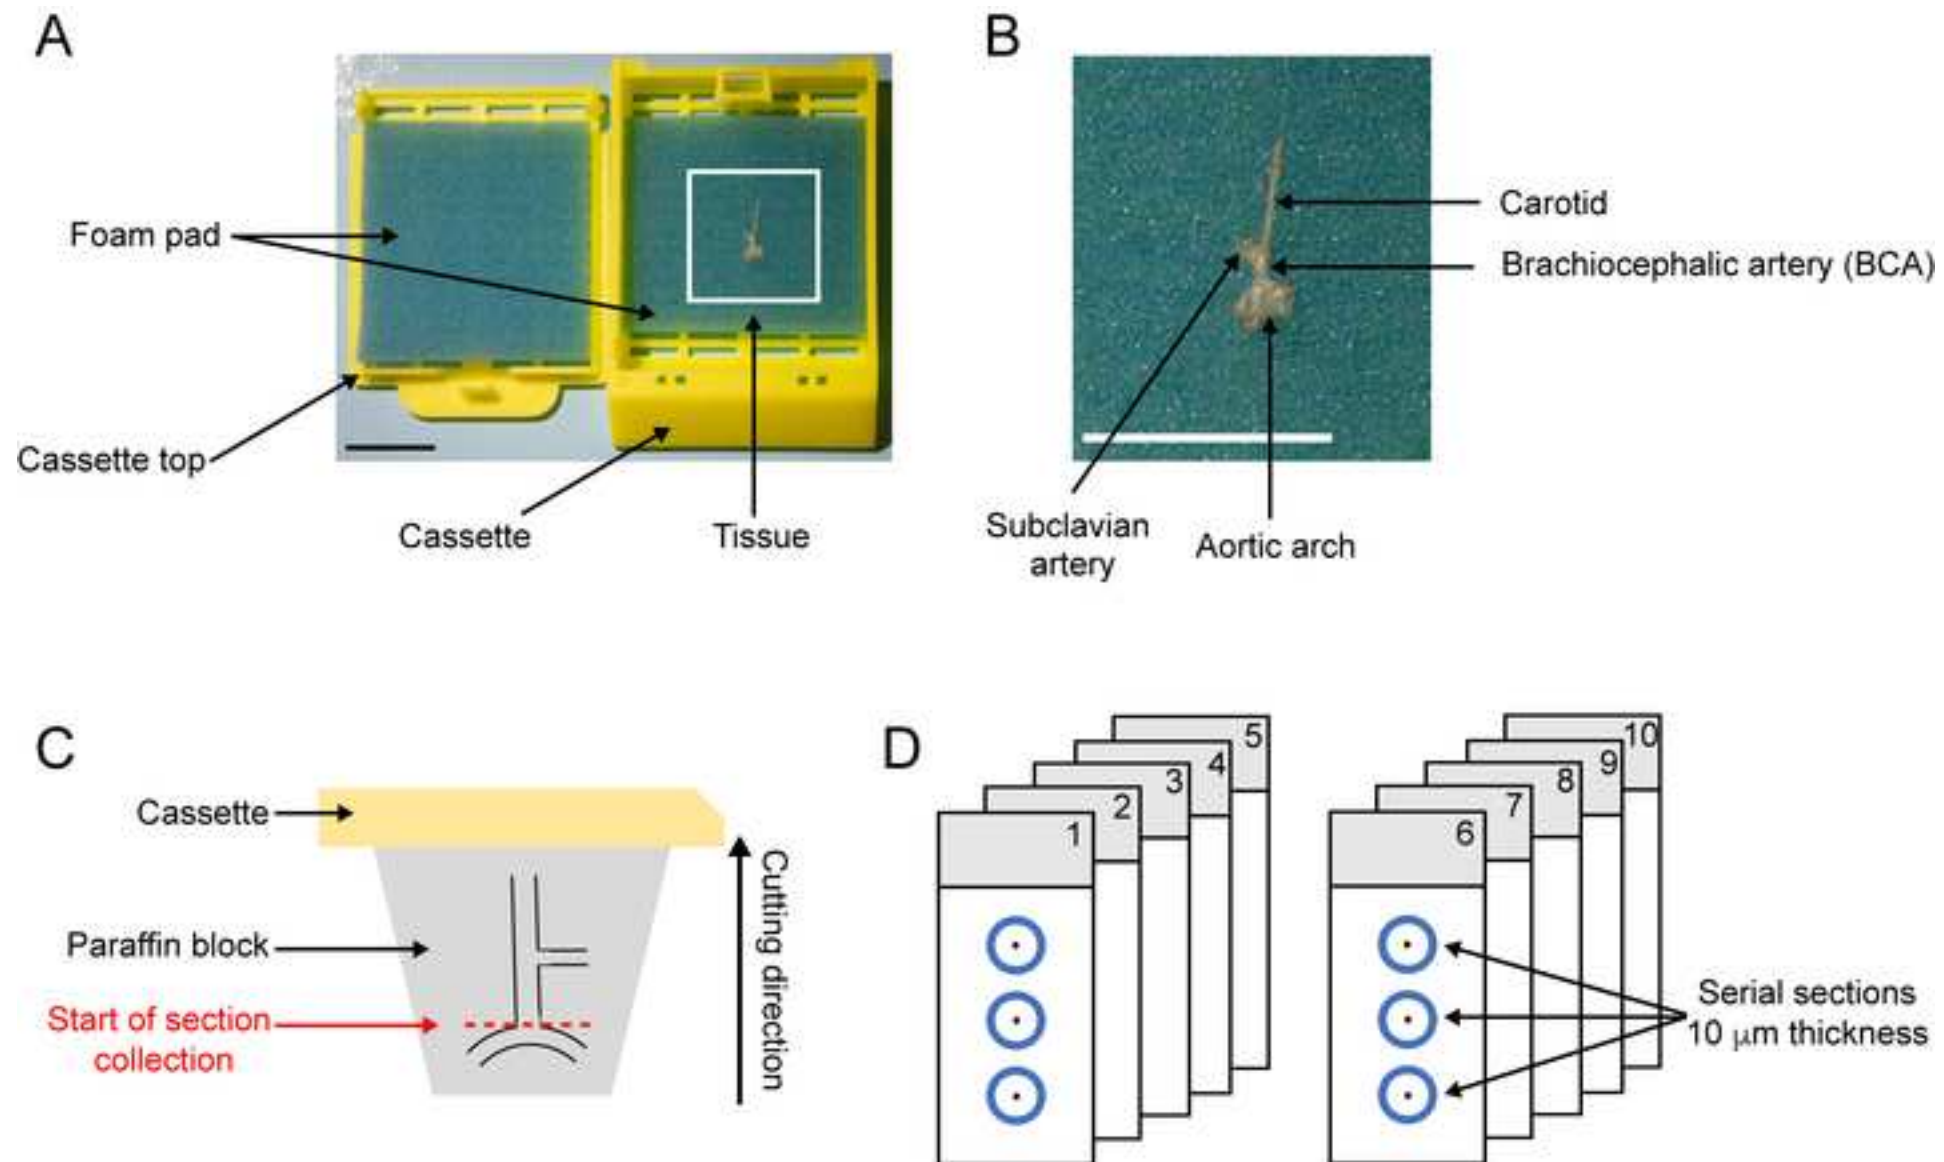 A
Foam pad
Cassette top
Cassette
Tissue
B
Carotid
Brachiocephalic artery (BCA)
Subclavian
artery
Aortic arch
C
Cassette
Paraffin block
Start of section
collection
Cutting direction
D
1
2
3
4
5
6
7
8
9
10
Serial sections
10 μm thickness